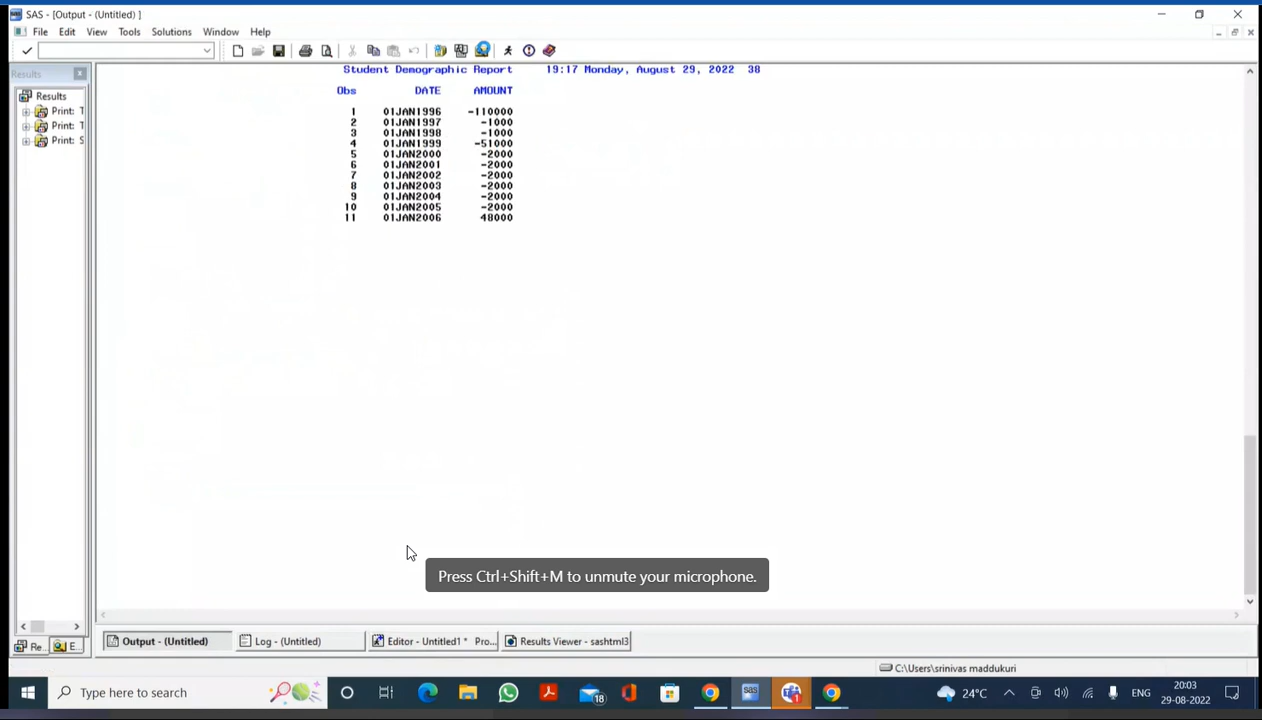 SAS - [Output - (Untitled) ]
File Edit View Tools Solutions Window Help
Results
Student Demographic Report 19:17 Monday, August 29, 2022 38
Results
Print: T
Print: T
Print: S
Obs DATE AMOUNT
1 01JAN1996 -110000
2 01JAN1997 -1000
3 01JAN1998 -1000
4 01JAN1999 -51000
5 01JAN2000 -2000
6 01JAN2001 -2000
7 01JAN2002 -2000
8 01JAN2003 -2000
9 01JAN2004 -2000
10 01JAN2005 -2000
11 01JAN2006 48000
Press Ctrl+Shift+M to unmute your microphone.
Re... E...
Output - (Untitled) Log - (Untitled) Editor - Untitled1 * Pro... Results Viewer - sashtml3
C:\Users\srinivas maddukuri
Type here to search 18 sas 1 24°C ENG 20:03
29-08-2022